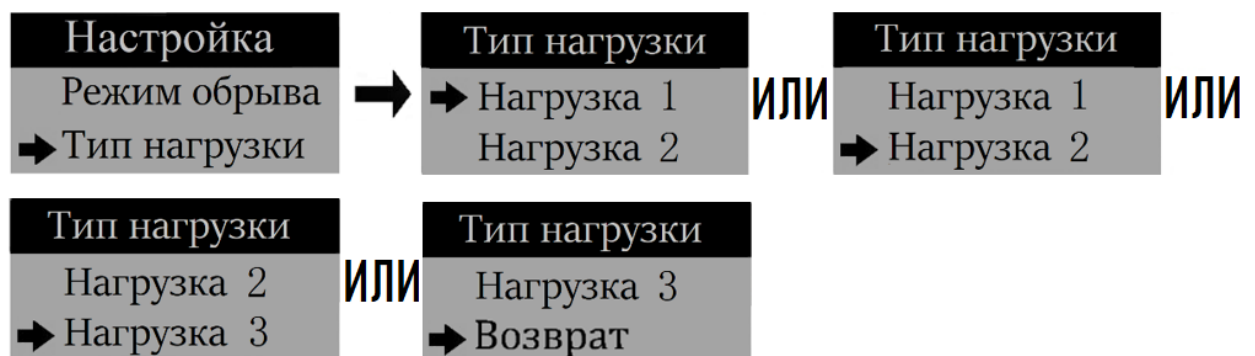 Настройка
Режим обрыва
Тип нагрузки
Тип нагрузки
Нагрузка 1
Нагрузка 2
ИЛИ
Тип нагрузки
Нагрузка 1
Нагрузка 2
ИЛИ
Тип нагрузки
Нагрузка 2
Нагрузка 3
ИЛИ
Тип нагрузки
Нагрузка 3
Возврат